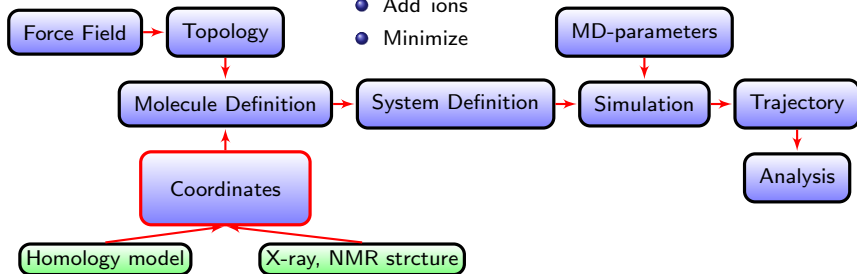 Add ions
Minimize
Force Field
Topology
MD-parameters
Molecule Definition
System Definition
Simulation
Trajectory
Coordinates
Analysis
Homology model
X-ray, NMR strcture